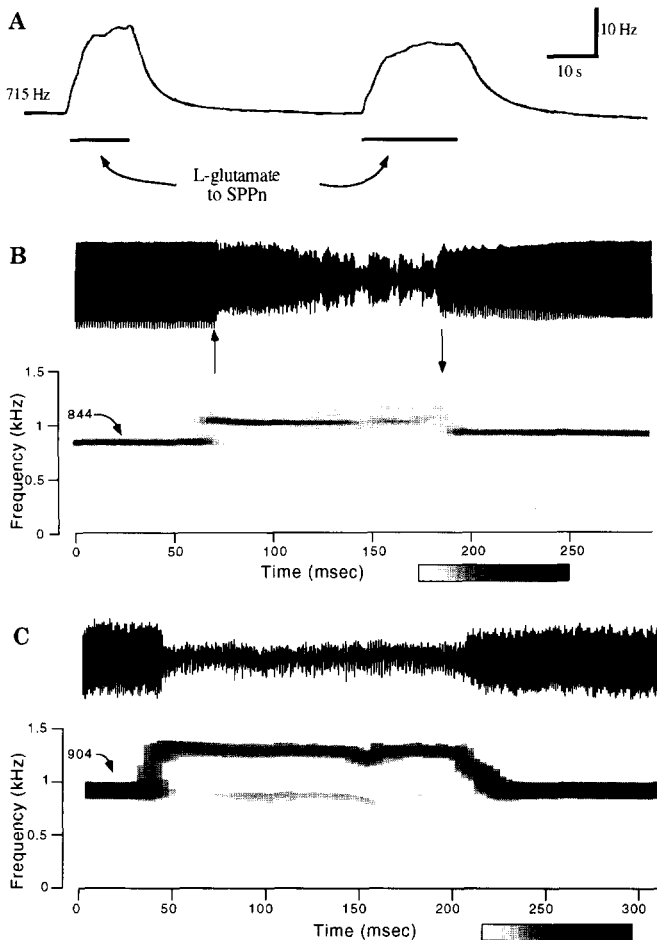 A
10 Hz
10 s
715 Hz
L-glutamate
to SPPn
B
1.5
844
1
0.5
0
Frequency (kHz)
0 50 100 150 200 250
Time (msec)
C
1.5
904
1
0.5
0
Frequency (kHz)
0 50 100 150 200 250 300
Time (msec)